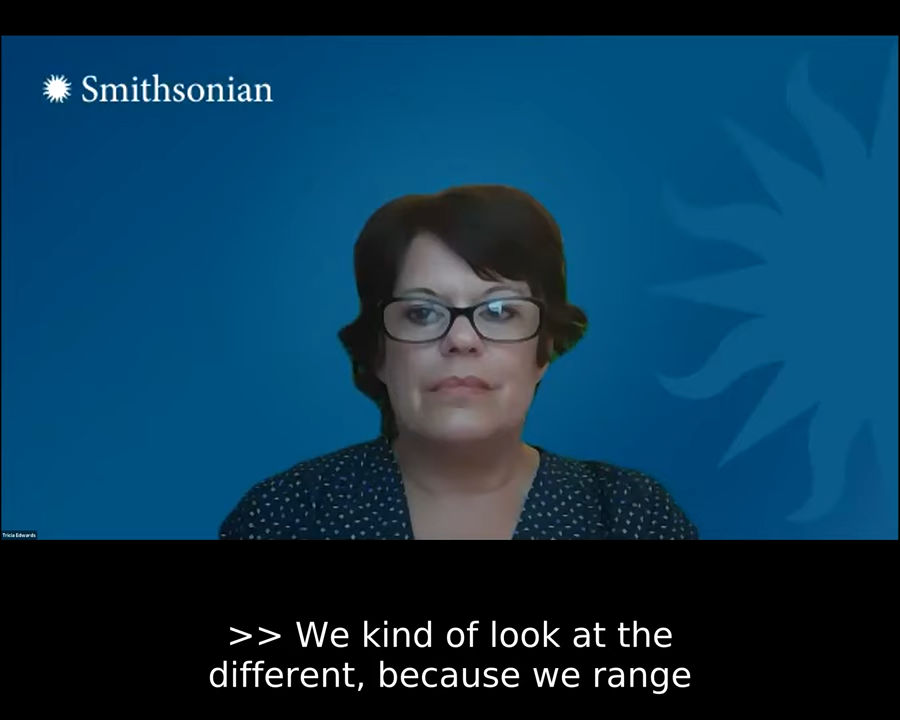 Smithsonian
Tricia Edwards
>> We kind of look at the
different, because we range